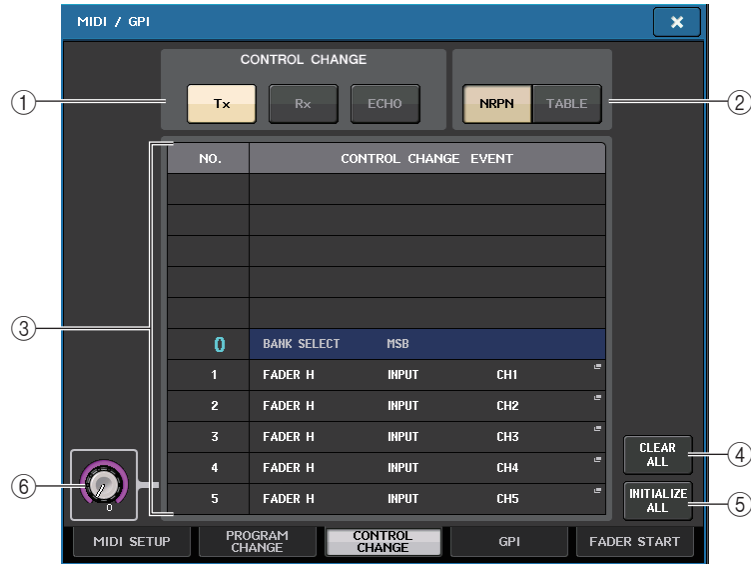 MIDI / GPI
×
CONTROL CHANGE
Tx Rx ECHO NRPN TABLE
① ②
NO. CONTROL CHANGE EVENT
③
0 BANK SELECT MSB
1 FADER H INPUT CH1
2 FADER H INPUT CH2
3 FADER H INPUT CH3
4 FADER H INPUT CH4
5 FADER H INPUT CH5
CLEAR
ALL
④
INITIALIZE
ALL
⑤
⑥
0
MIDI SETUP PROGRAM CHANGE CONTROL CHANGE GPI FADER START